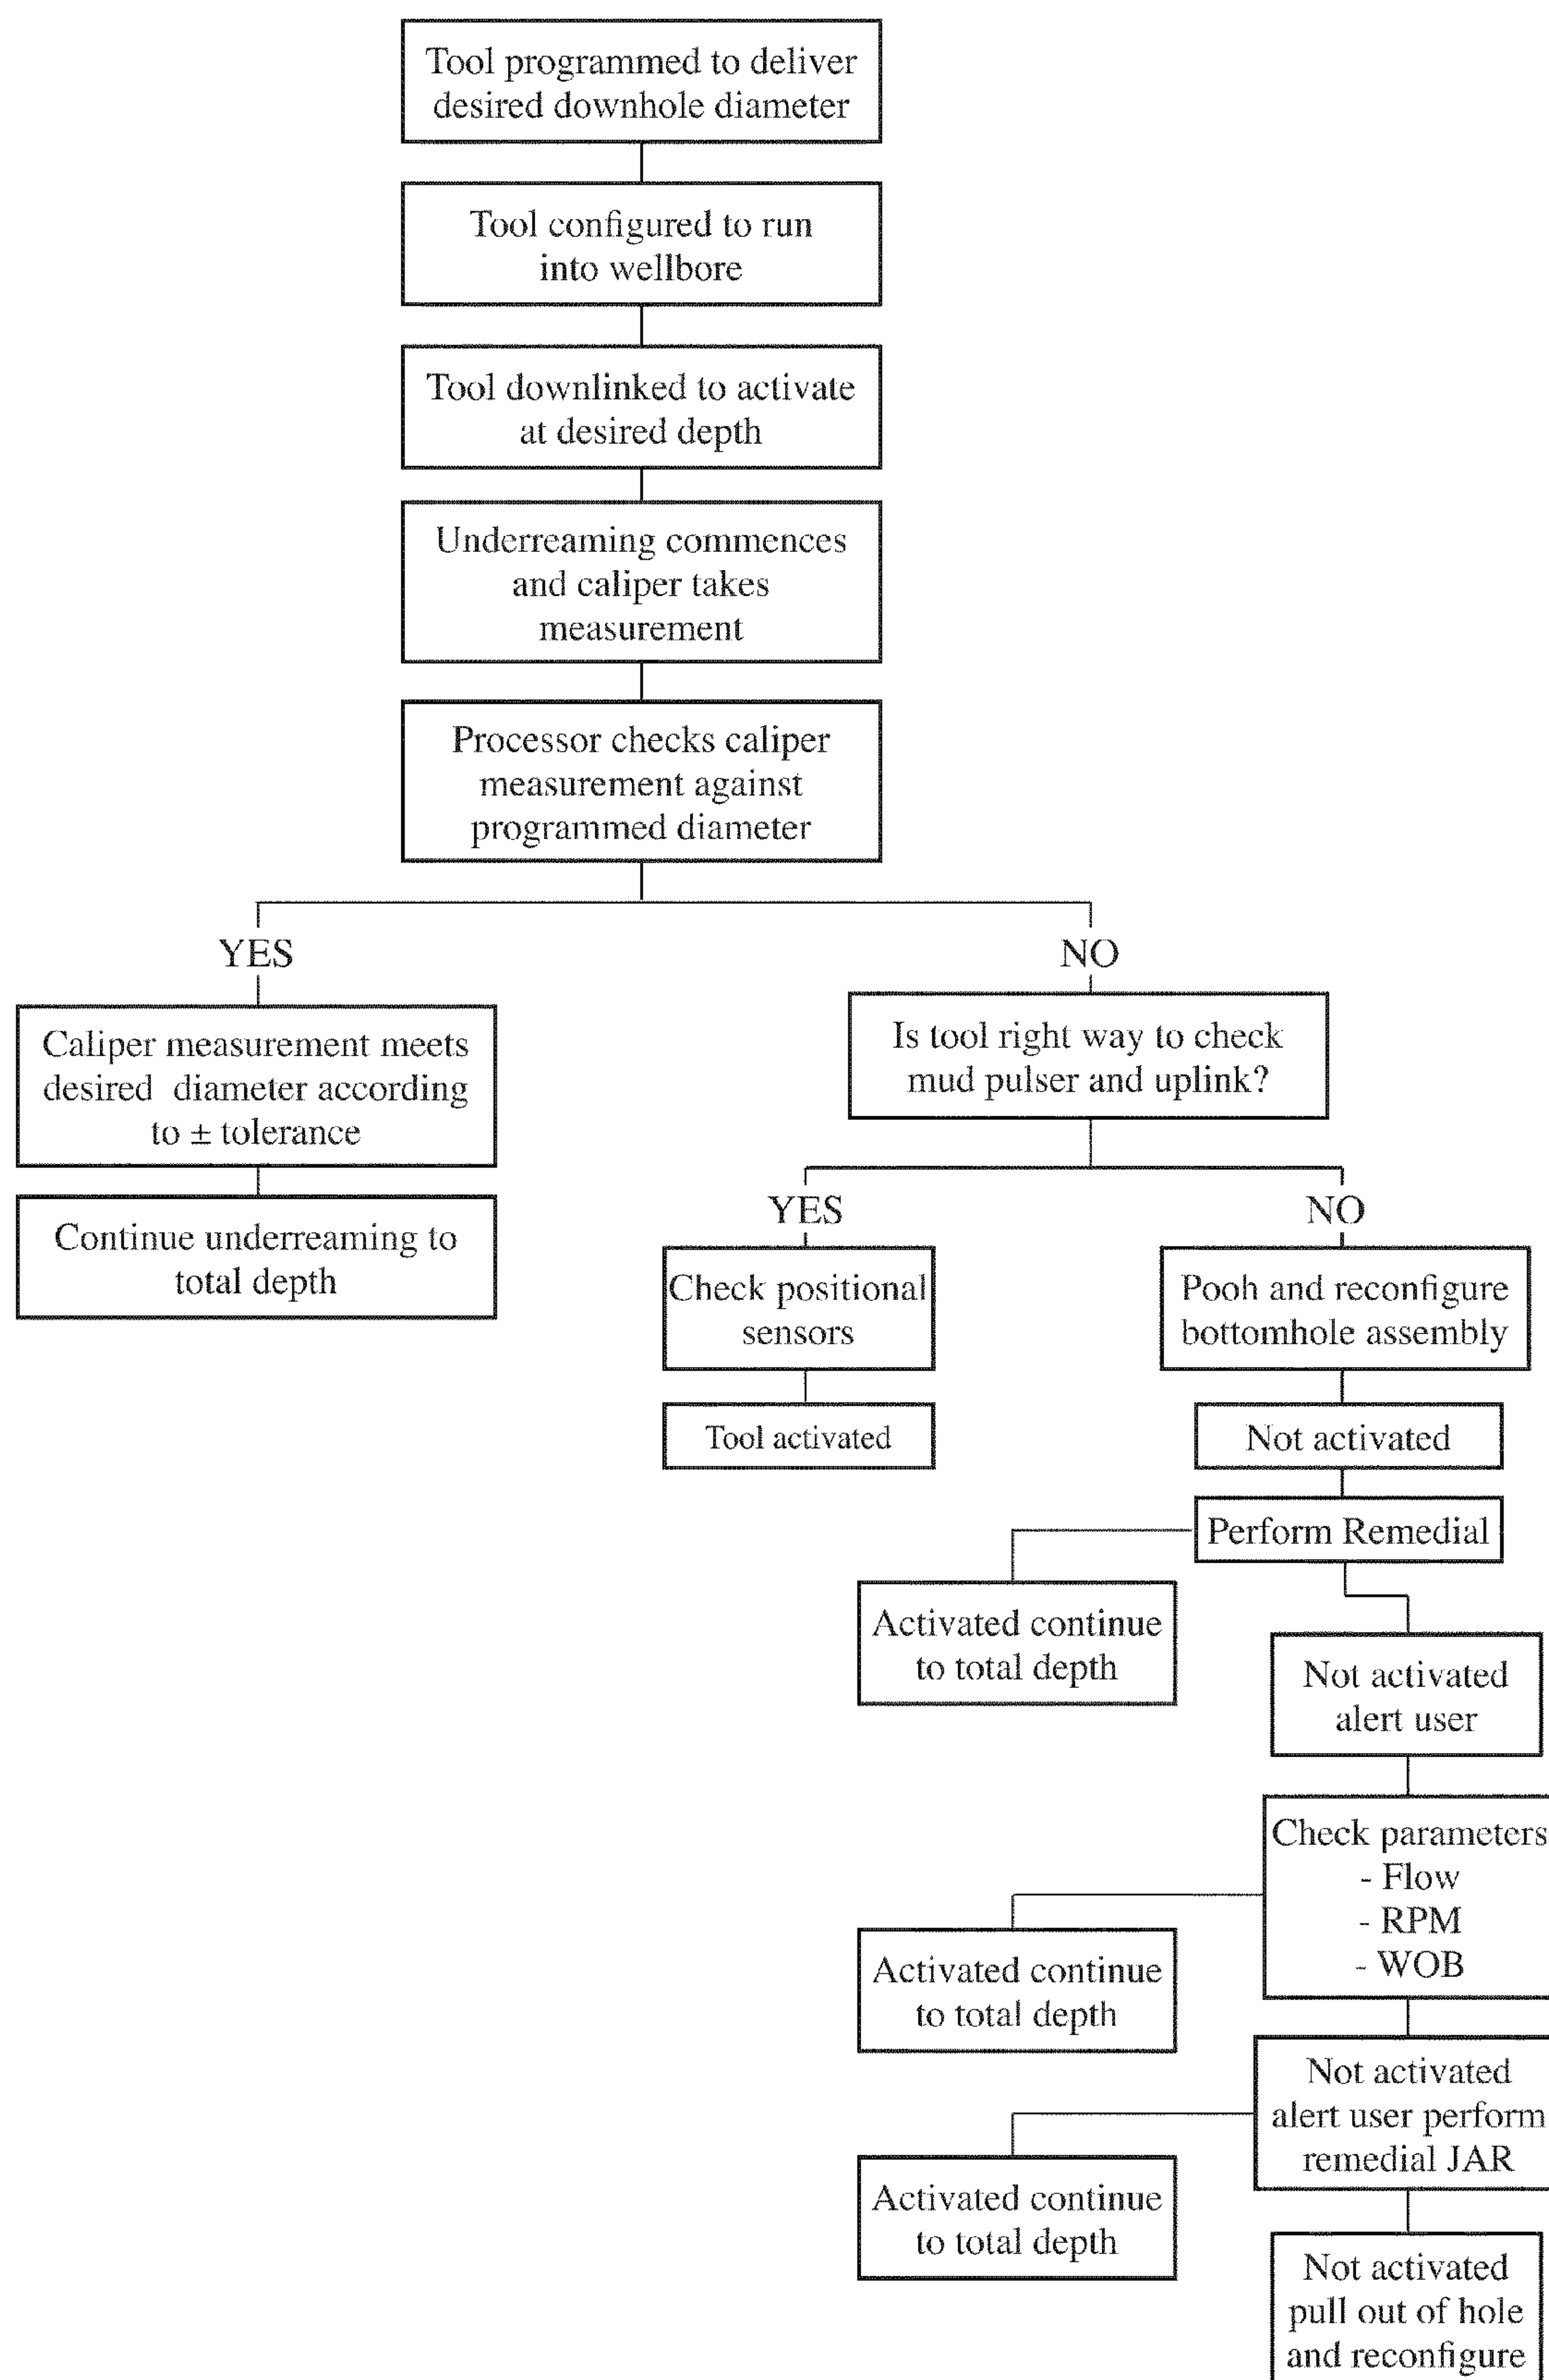 Tool programmed to deliver
desired downhole diameter
Tool configured to run
into wellbore
Tool downlinked to activate
at desired depth
Underreaming commences
and caliper takes
measurement
Processor checks caliper
measurement against
programmed diameter
YES
NO
Caliper measurement meets
desired diameter according
to ± tolerance
Continue underreaming to
total depth
Is tool right way to check
mud pulser and uplink?
YES
NO
Check positional
sensors
Tool activated
Pooh and reconfigure
bottomhole assembly
Not activated
Perform Remedial
Activated continue
to total depth
Not activated
alert user
Check parameters
- Flow
- RPM
- WOB
Activated continue
to total depth
Not activated
alert user perform
remedial JAR
Activated continue
to total depth
Not activated
pull out of hole
and reconfigure